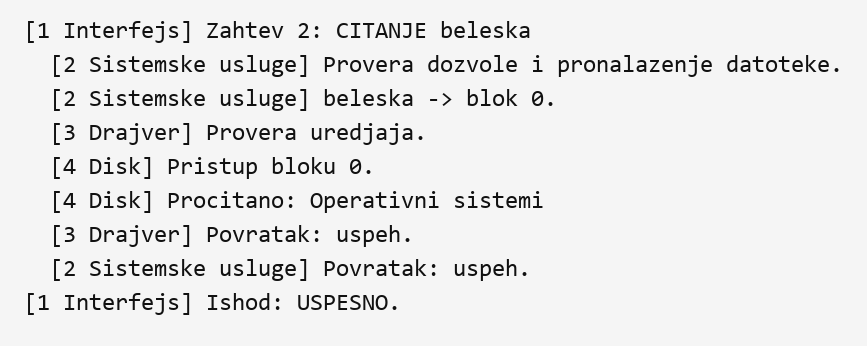 [1 Interfejs] Zahtev 2: CITANJE beleska
[2 Sistemske usluge] Provera dozvole i pronalazenje datoteke.
[2 Sistemske usluge] beleska -> blok 0.
[3 Drajver] Provera uredjaja.
[4 Disk] Pristup bloku 0.
[4 Disk] Procitano: Operativni sistemi
[3 Drajver] Povratak: uspeh.
[2 Sistemske usluge] Povratak: uspeh.
[1 Interfejs] Ishod: USPESNO.